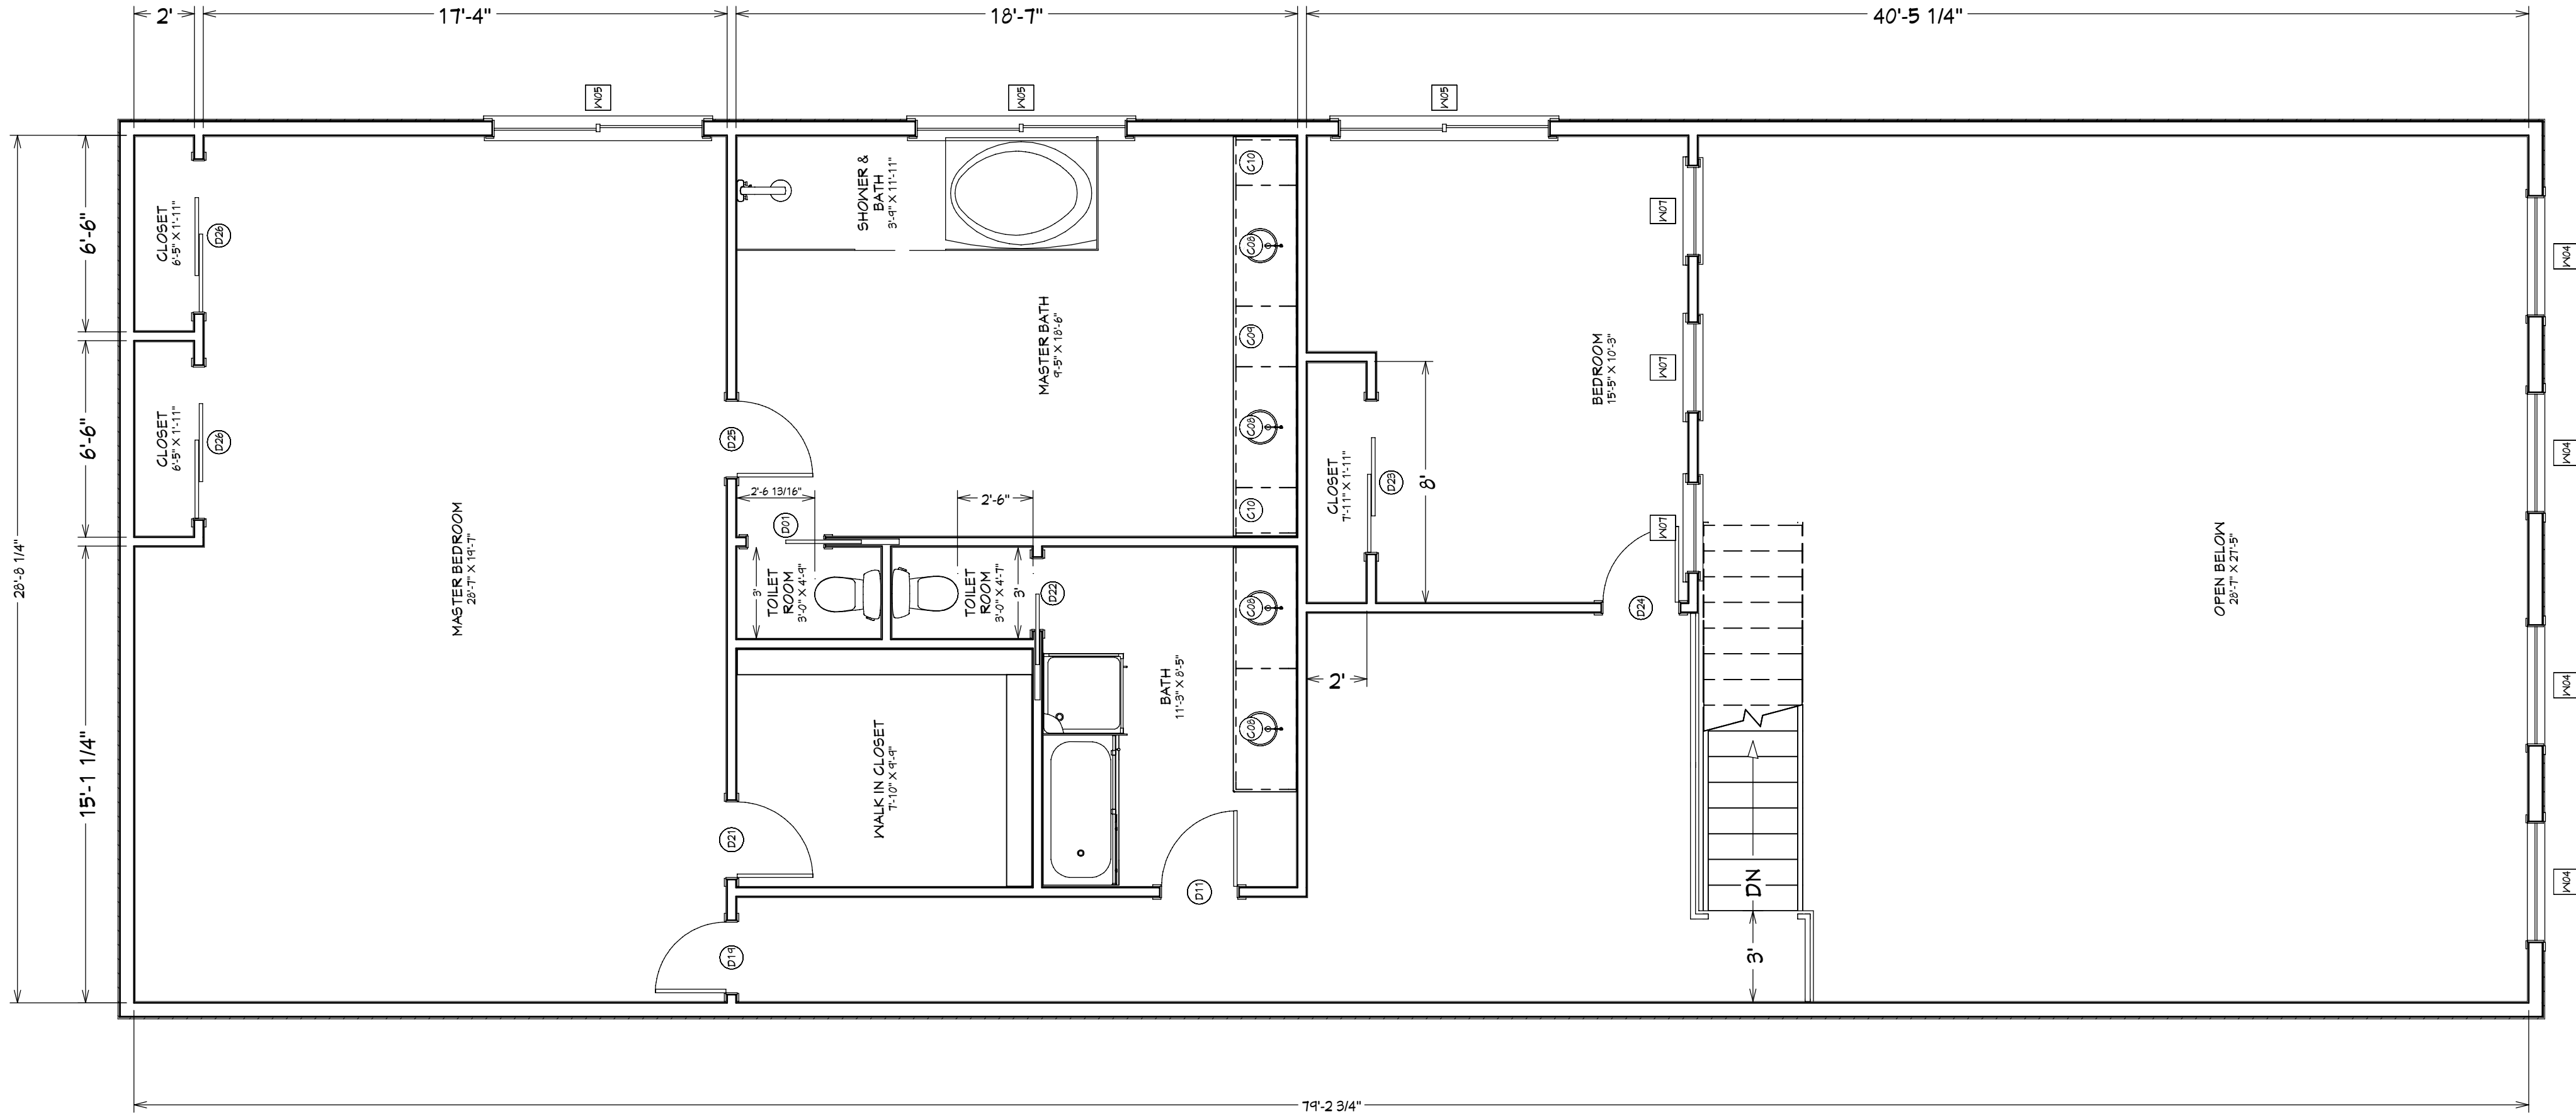 2'
17'-4"
18'-7"
40'-5 1/4"
W05
W05
W05
28'-8 1/4"
6'-6"
6'-6"
15'-1 1/4"
CLOSET
6'-5" X 1'-11"
D26
CLOSET
6'-5" X 1'-11"
D26
MASTER BEDROOM
28'-7" X 19'-7"
SHOWER &
BATH
3'-9" X 11'-11"
MASTER BATH
9'-5" X 18'-6"
C10
C08
C09
C08
C10
D25
2'-6 13/16"
2'-6"
D01
3'
TOILET
ROOM
3'-0" X 4'-9"
TOILET
ROOM
3'-0" X 4'-7"
3'
D22
WALK IN CLOSET
7'-10" X 9'-9"
D21
D19
BATH
11'-3" X 8'-5"
C08
C08
D11
CLOSET
7'-11" X 1'-11"
D23
8'
2'
BEDROOM
15'-5" X 10'-3"
W07
W07
W07
D24
DN
3'
OPEN BELOW
28'-7" X 27'-5"
W04
W04
W04
W04
79'-2 3/4"